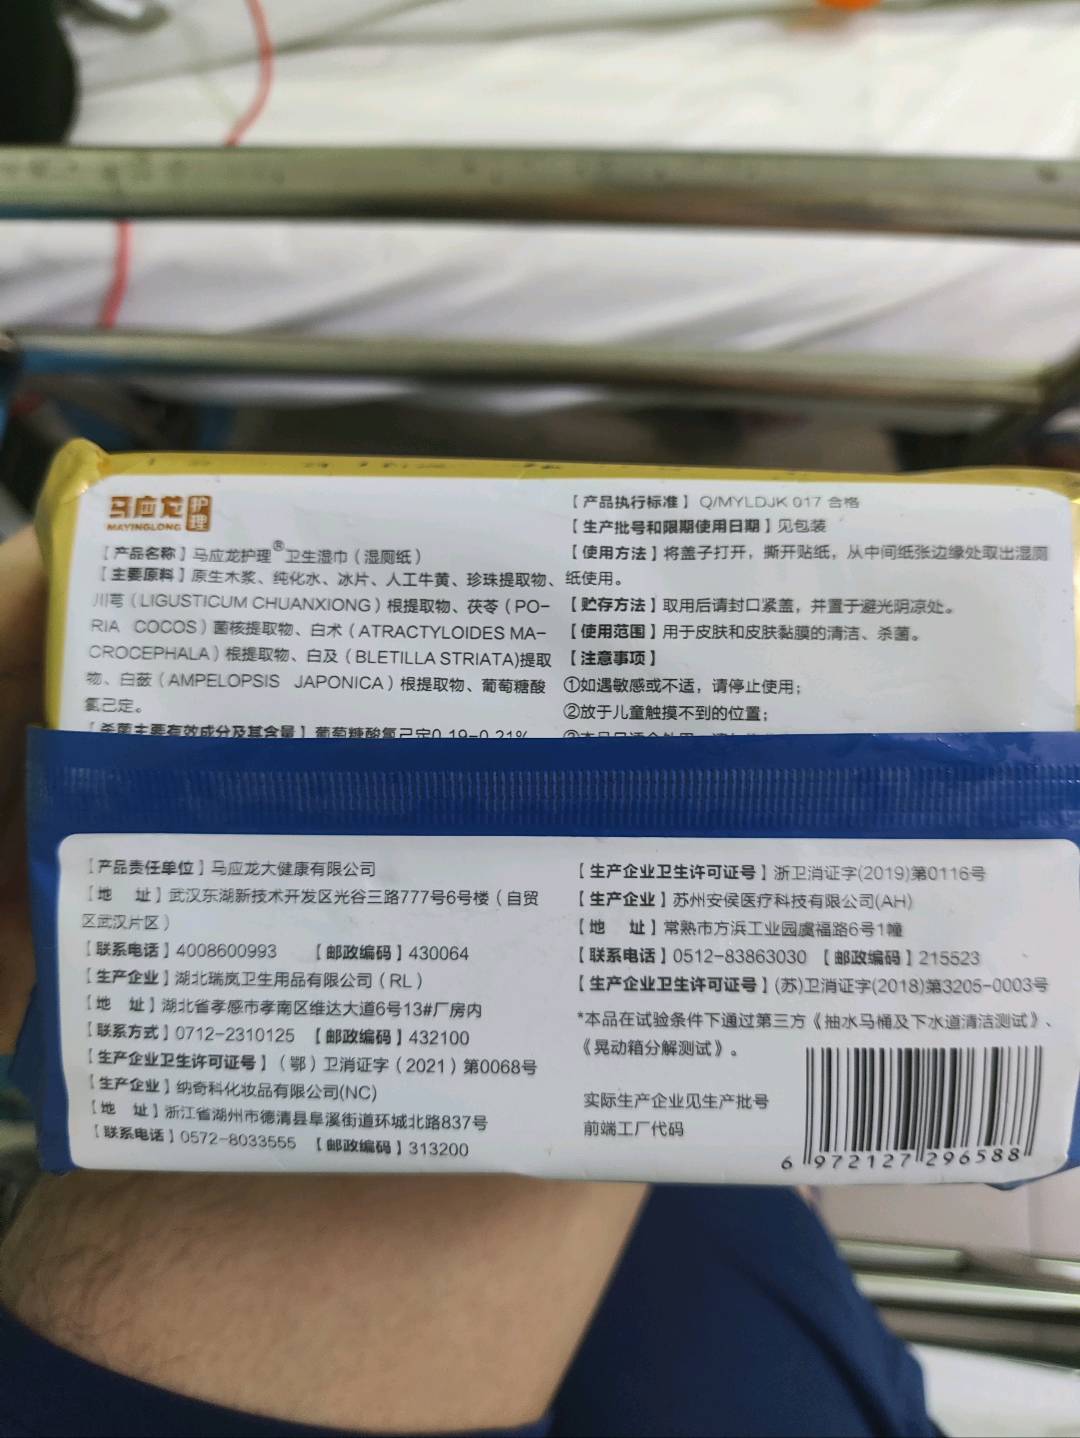 马应龙 护理
MAYINGLONG
【产品名称】马应龙护理®卫生湿巾（湿厕纸）
【主要原料】原生木浆、纯化水、冰片、人工牛黄、珍珠提取物、
川芎（LIGUSTICUM CHUANXIONG）根提取物、茯苓（PO-
RIA COCOS）菌核提取物、白术（ATRACTYLOIDES MA-
CROCEPHALA）根提取物、白及（BLETILLA STRIATA)提取
物、白蔹（AMPELOPSIS JAPONICA）根提取物、葡萄糖酸
氯己定。
【杀菌主要有效成分及其含量】葡萄糖酸氯己定0.19-0.21%
【产品执行标准】Q/MYLDJK 017 合格
【生产批号和限期使用日期】见包装
【使用方法】将盖子打开，撕开贴纸，从中间纸张边缘处取出湿厕
纸使用。
【贮存方法】取用后请封口紧盖，并置于避光阴凉处。
【使用范围】用于皮肤和皮肤黏膜的清洁、杀菌。
【注意事项】
①如遇敏感或不适，请停止使用；
②放于儿童触摸不到的位置；
【产品责任单位】马应龙大健康有限公司
【地 址】武汉东湖新技术开发区光谷三路777号6号楼（自贸
区武汉片区）
【联系电话】4008600993 【邮政编码】430064
【生产企业】湖北瑞岚卫生用品有限公司（RL）
【地 址】湖北省孝感市孝南区维达大道6号13#厂房内
【联系方式】0712-2310125 【邮政编码】432100
【生产企业卫生许可证号】（鄂）卫消证字（2021）第0068号
【生产企业】纳奇科化妆品有限公司(NC)
【地 址】浙江省湖州市德清县阜溪街道环城北路837号
【联系电话】0572-8033555 【邮政编码】313200
【生产企业卫生许可证号】浙卫消证字(2019)第0116号
【生产企业】苏州安侯医疗科技有限公司(AH)
【地 址】常熟市方浜工业园虞福路6号1幢
【联系电话】0512-83863030 【邮政编码】215523
【生产企业卫生许可证号】(苏)卫消证字(2018)第3205-0003号
*本品在试验条件下通过第三方《抽水马桶及下水道清洁测试》、
《晃动箱分解测试》。
实际生产企业见生产批号
前端工厂代码
6 972127 296588